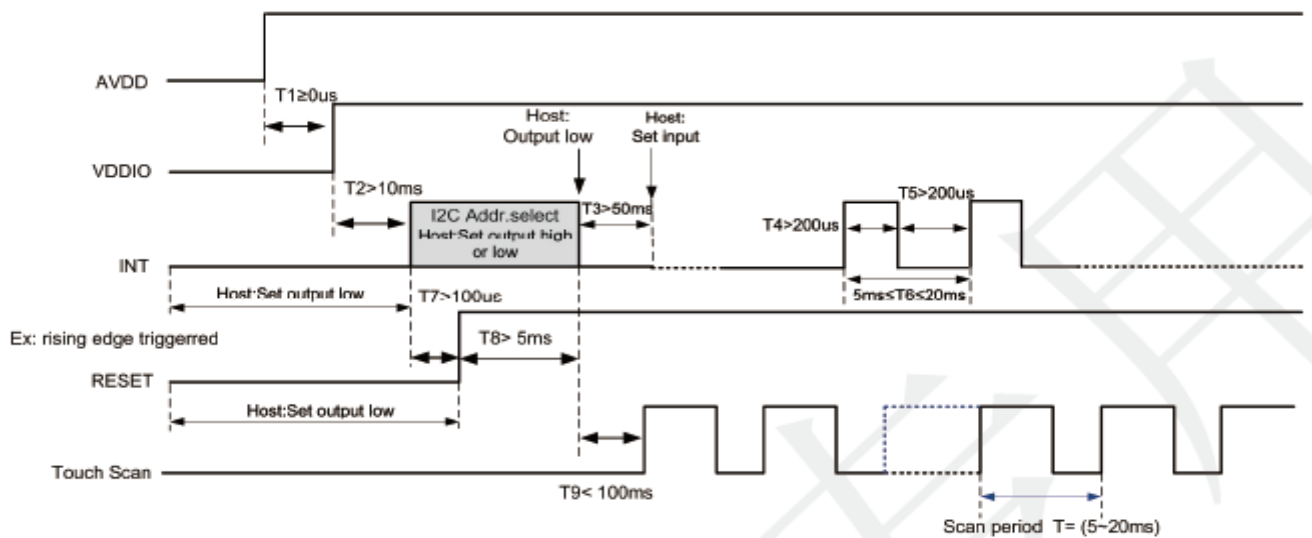 AVDD
T1≥0us
Host:
Output low
Host:
Set input
VDDIO
T2>10ms
I2C Addr.select
Host:Set output high
or low
T3>50ms
T4>200us
T5>200us
INT
Host:Set output low
T7>100us
5ms≤T6≤20ms
Ex: rising edge triggerred
T8> 5ms
RESET
Host:Set output low
Touch Scan
T9< 100ms
Scan period T= (5~20ms)